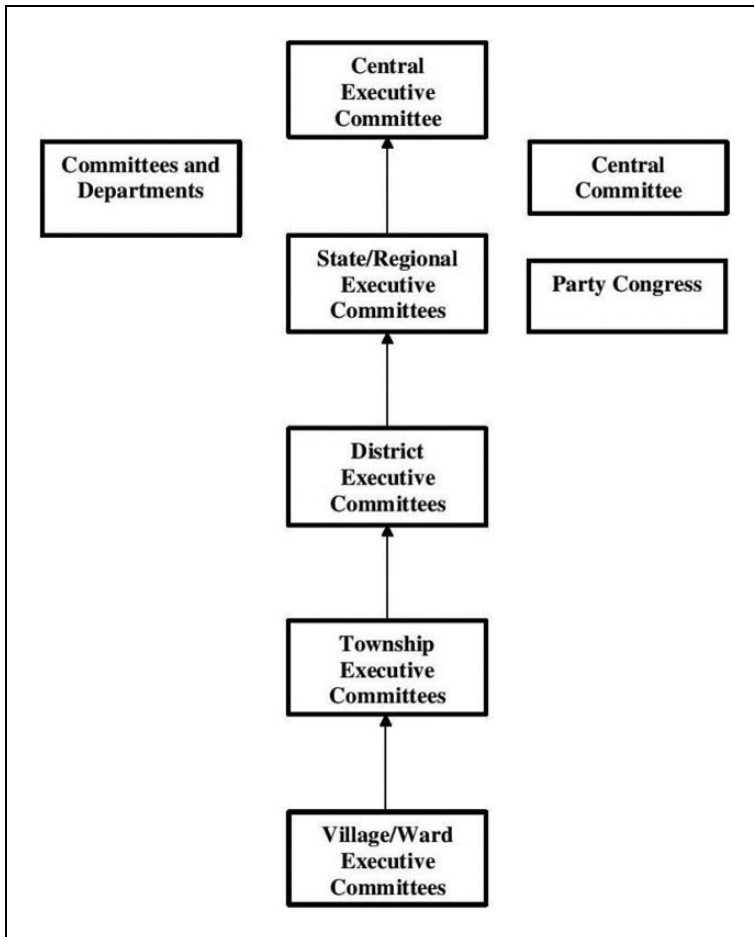 Central
Executive
Committee
Committees and
Departments
Central
Committee
State/Regional
Executive
Committees
Party Congress
District
Executive
Committees
Township
Executive
Committees
Village/Ward
Executive
Committees